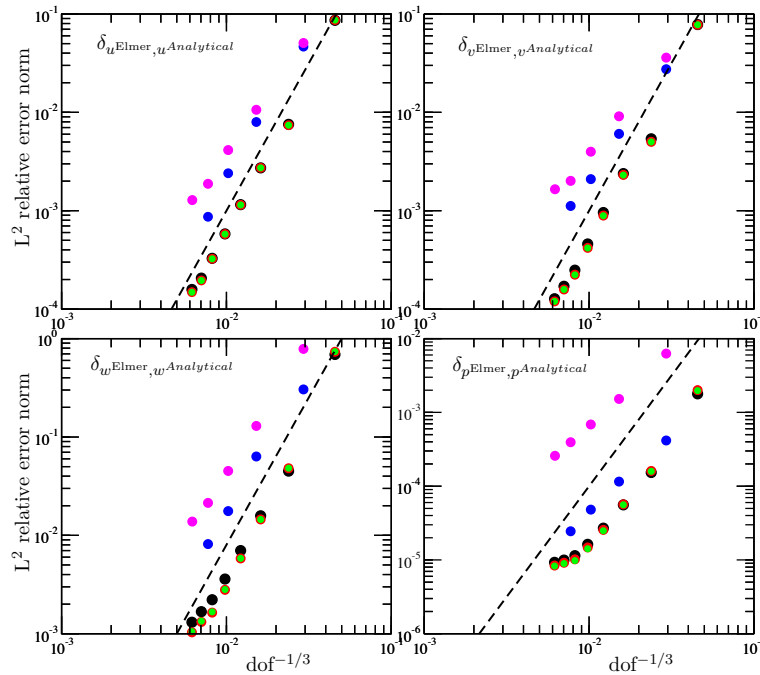 10^-1
δ_{u^Elmer, u^Analytical}
10^-2
L² relative error norm
10^-3
10^-4
10^-3 10^-2 10^-1
10^-1
δ_{v^Elmer, v^Analytical}
10^-2
10^-3
10^-4
10^-3 10^-2 10^-1
10^0
δ_{w^Elmer, w^Analytical}
10^-1
L² relative error norm
10^-2
10^-3
10^-3 10^-2 10^-1
dof^{-1/3}
10^-2
δ_{p^Elmer, p^Analytical}
10^-3
10^-4
10^-5
10^-6
10^-3 10^-2 10^-1
dof^{-1/3}